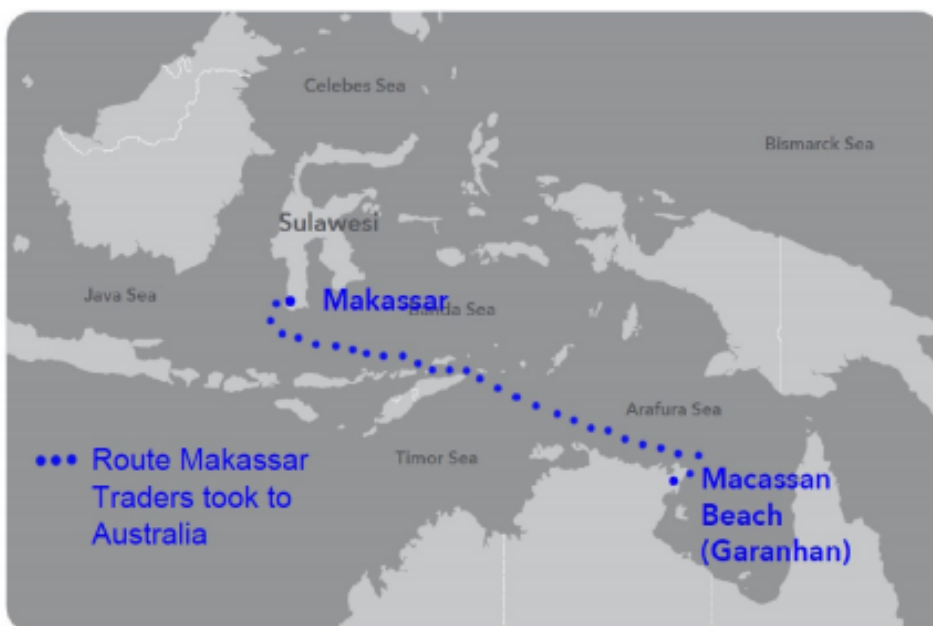 Celebes Sea
Bismarck Sea
Sulawesi
Java Sea
Makassar
Banda Sea
Arafura Sea
Timor Sea
Route Makassar
Traders took to
Australia
Macassan
Beach
(Garanhan)